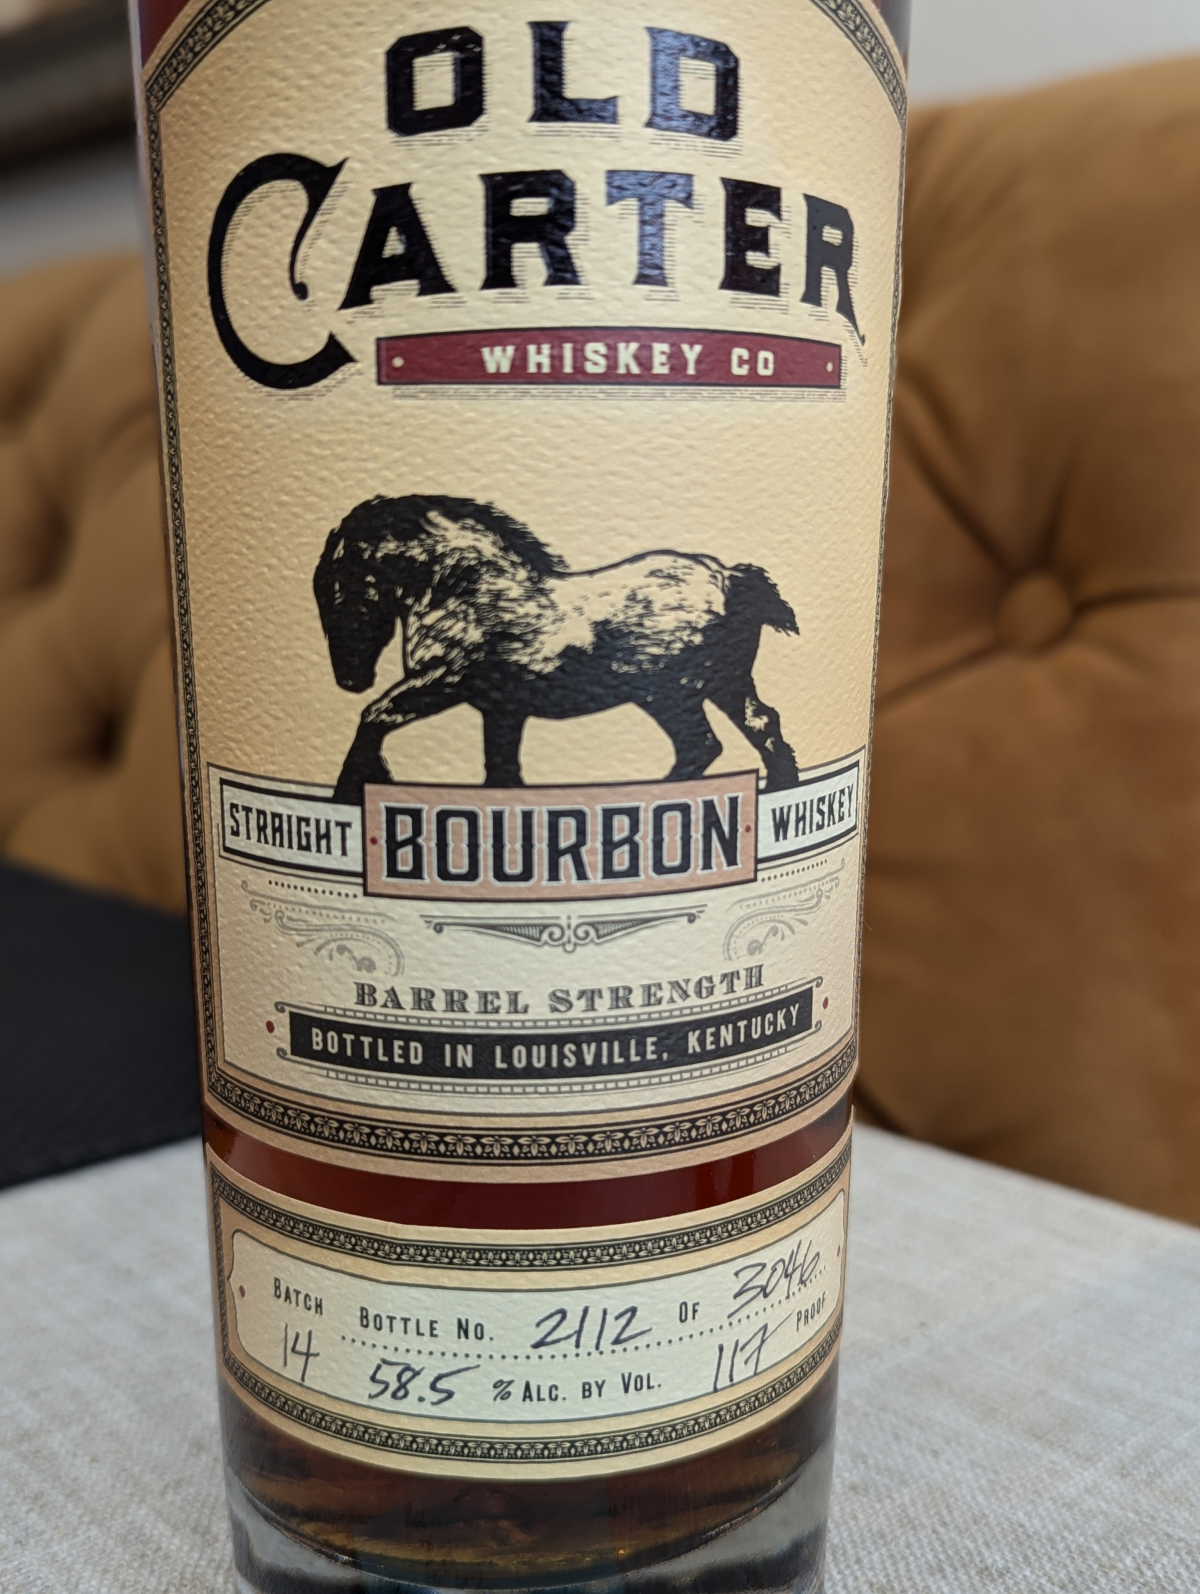 OLD
CARTER
WHISKEY CO
STRAIGHT BOURBON WHISKEY
BARREL STRENGTH
BOTTLED IN LOUISVILLE, KENTUCKY
BATCH BOTTLE NO. 2112 OF 3046
14 58.5 % ALC. BY VOL. 117 PROOF